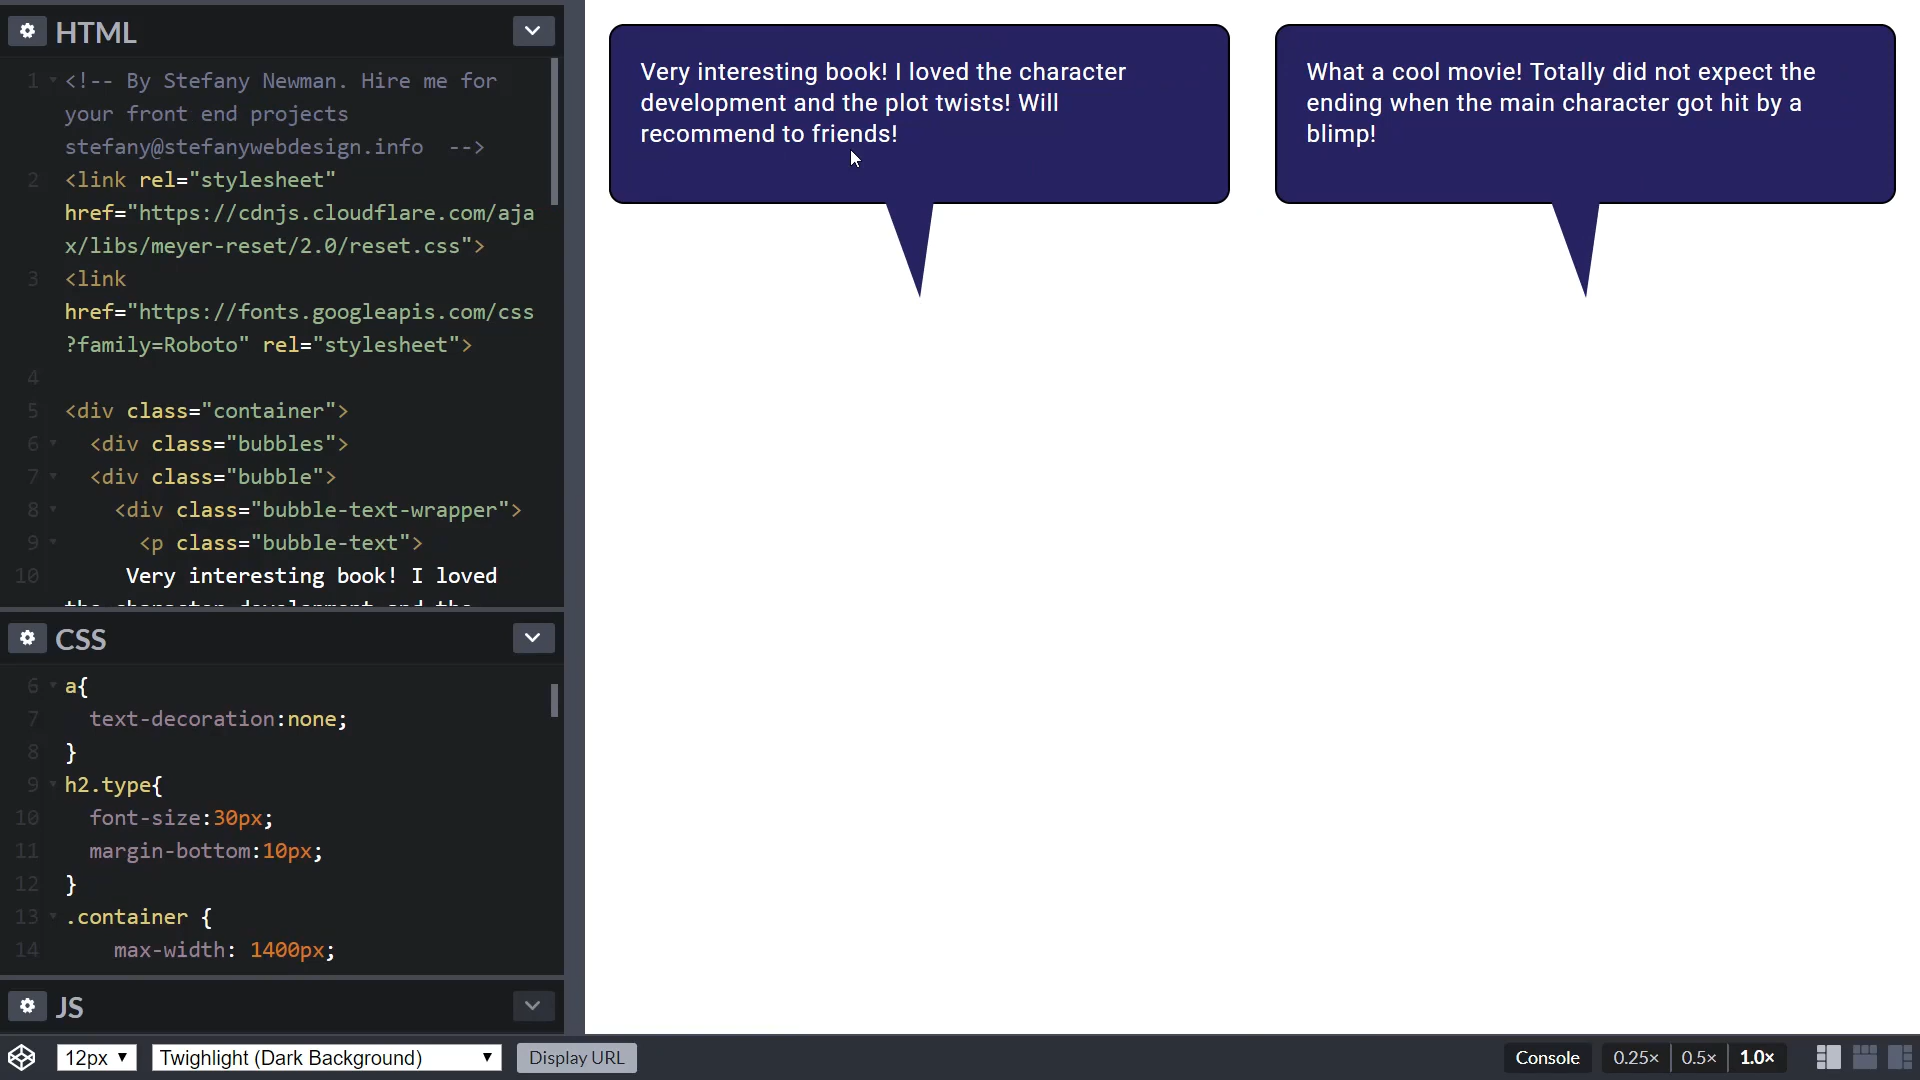 HTML
1 <!-- By Stefany Newman. Hire me for
your front end projects
stefany@stefanywebdesign.info  -->
2 <link rel="stylesheet"
href="https://cdnjs.cloudflare.com/aja
x/libs/meyer-reset/2.0/reset.css">
3 <link
href="https://fonts.googleapis.com/css
?family=Roboto" rel="stylesheet">
4
5 <div class="container">
6 <div class="bubbles">
7 <div class="bubble">
8 <div class="bubble-text-wrapper">
9 <p class="bubble-text">
10 Very interesting book! I loved
the character development and the
CSS
6 a{
7 text-decoration:none;
8 }
9 h2.type{
10 font-size:30px;
11 margin-bottom:10px;
12 }
13 .container {
14 max-width: 1400px;
JS
Very interesting book! I loved the character
development and the plot twists! Will
recommend to friends!
What a cool movie! Totally did not expect the
ending when the main character got hit by a
blimp!
12px
Twighlight (Dark Background)
Display URL
Console
0.25×
0.5×
1.0×